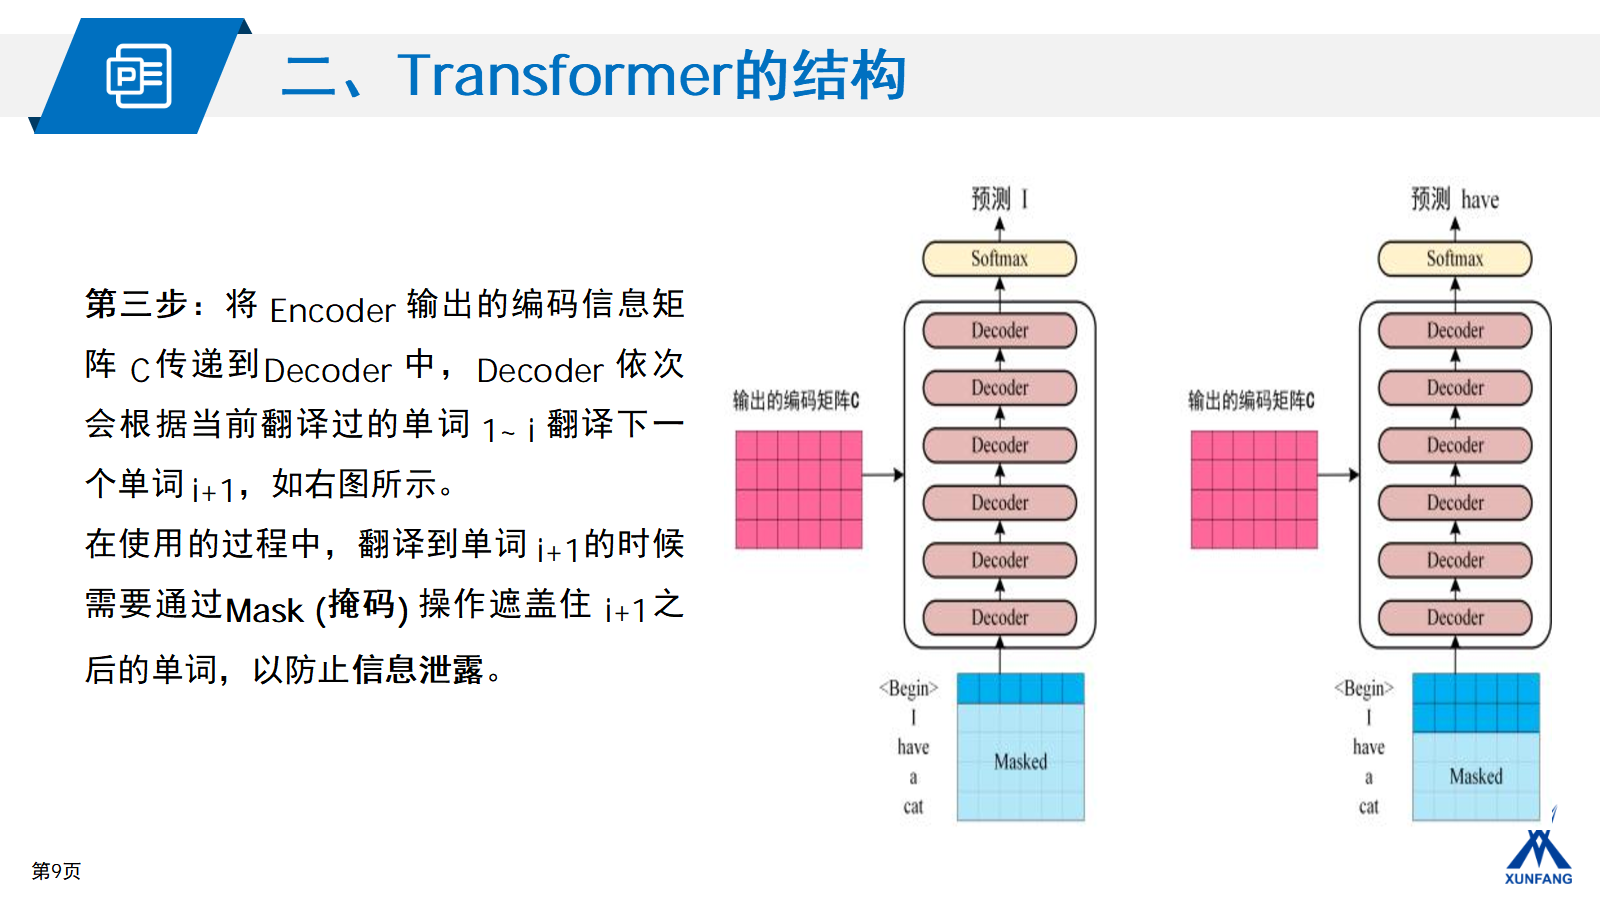 二、Transformer的结构
第三步：将 Encoder 输出的编码信息矩
阵 C传递到Decoder 中，Decoder 依次
会根据当前翻译过的单词 1~ i 翻译下一
个单词 i+1，如右图所示。
在使用的过程中，翻译到单词 i+1的时候
需要通过Mask (掩码) 操作遮盖住 i+1之
后的单词，以防止信息泄露。
预测 I
Softmax
Decoder
Decoder
Decoder
Decoder
Decoder
Decoder
输出的编码矩阵C
<Begin>
I
have
a
cat
Masked
预测 have
Softmax
Decoder
Decoder
Decoder
Decoder
Decoder
Decoder
输出的编码矩阵C
<Begin>
I
have
a
cat
Masked
第9页
XUNFANG